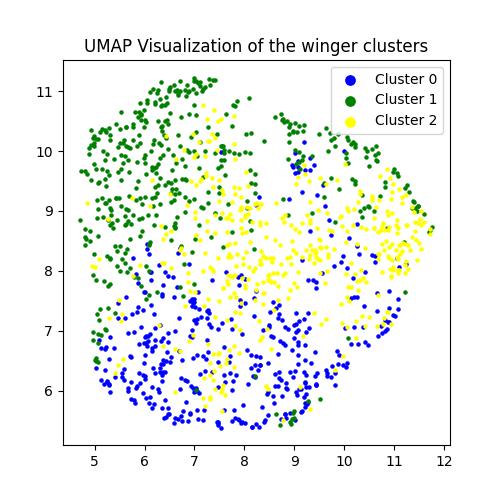 UMAP Visualization of the winger clusters
Cluster 0
Cluster 1
Cluster 2
11
10
9
8
7
6
5 6 7 8 9 10 11 12